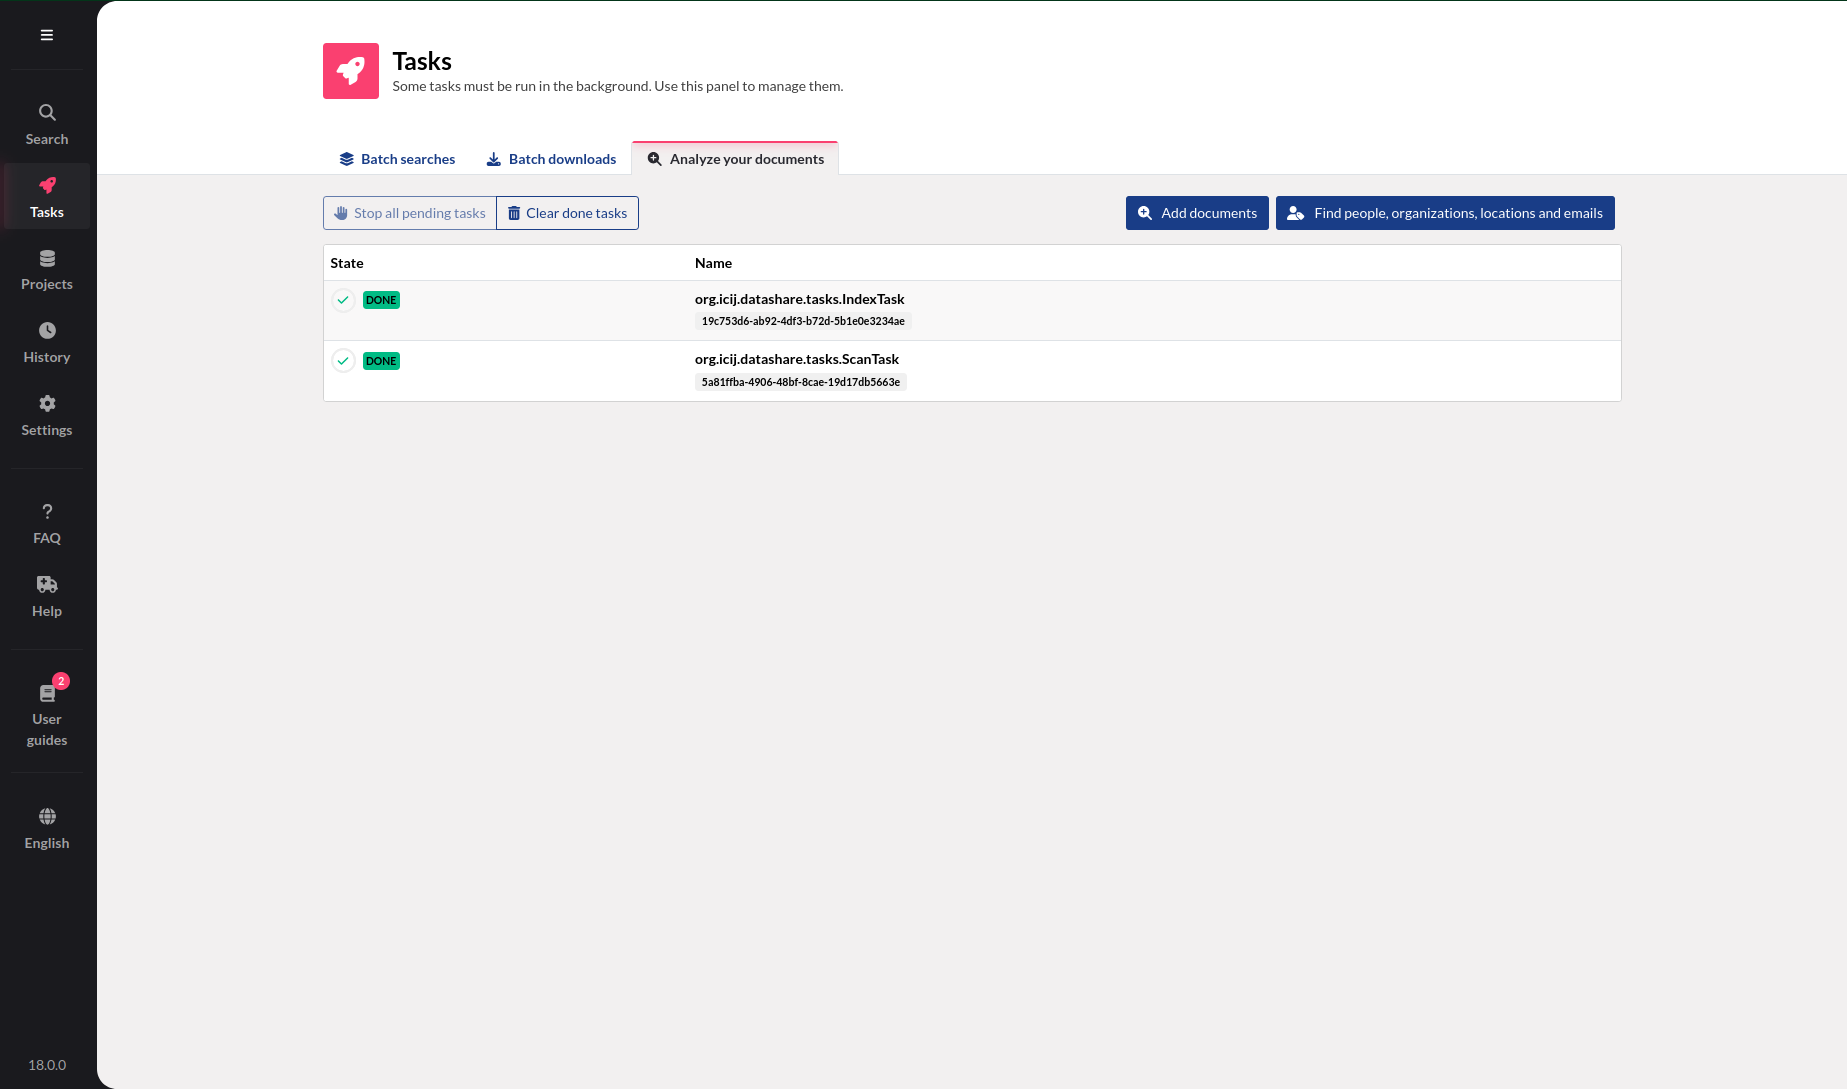 Search
Tasks
Projects
History
Settings
FAQ
Help
2
User
guides
English
18.0.0
Tasks
Some tasks must be run in the background. Use this panel to manage them.
Batch searches
Batch downloads
Analyze your documents
Stop all pending tasks
Clear done tasks
Add documents
Find people, organizations, locations and emails
State
Name
DONE
org.icij.datashare.tasks.IndexTask
19c753d6-ab92-4df3-b72d-5b1e0e3234ae
DONE
org.icij.datashare.tasks.ScanTask
5a81ffba-4906-48bf-8cae-19d17db5663e